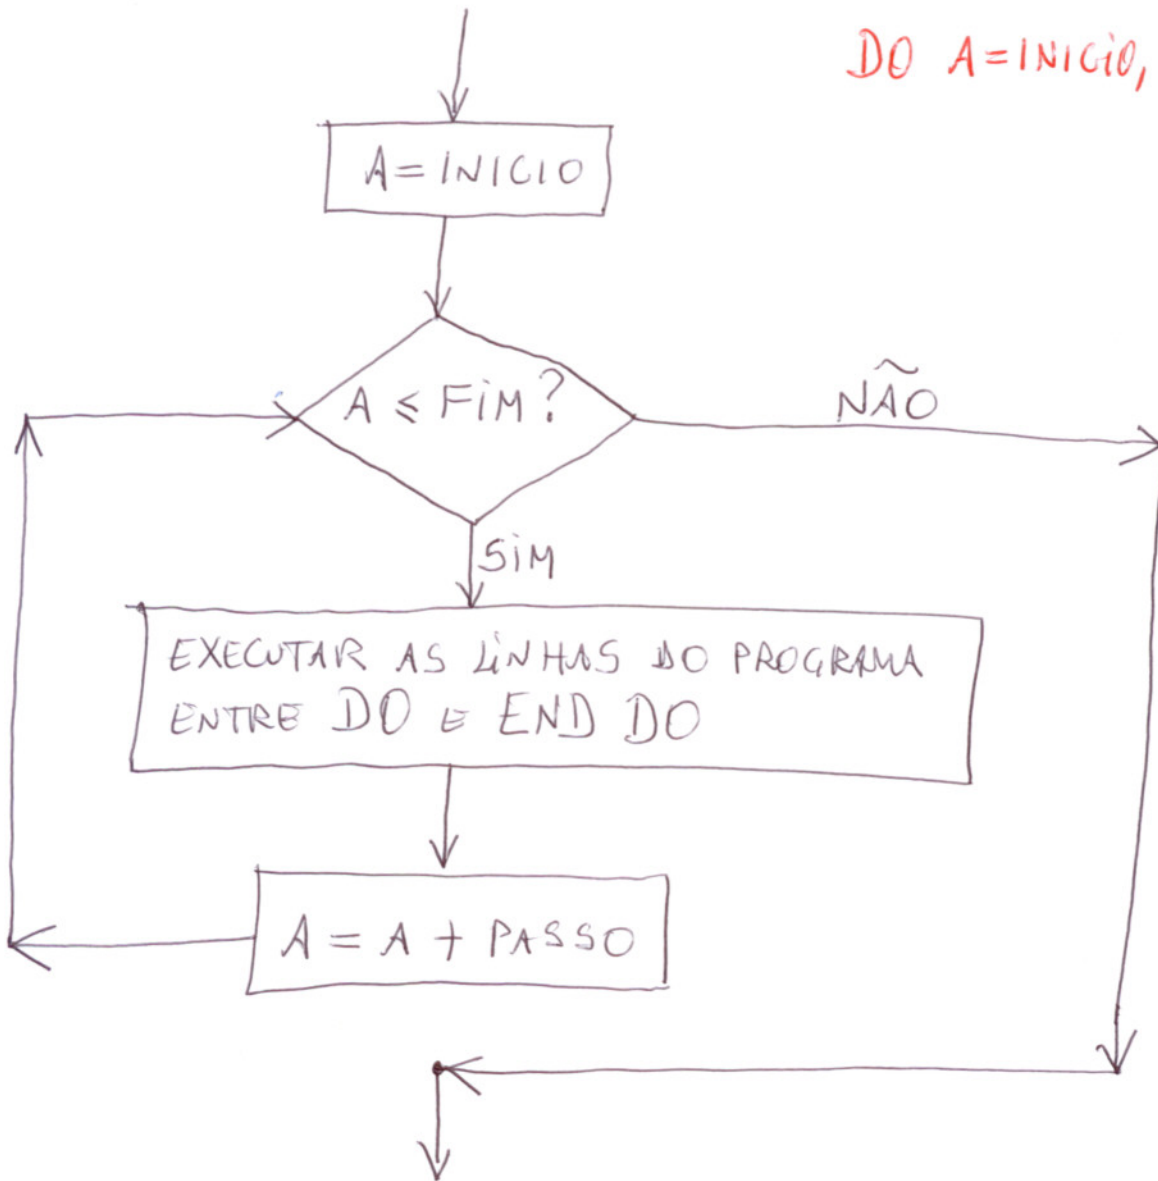 DO A=INICIO,
A=INICIO
A ≤ FIM?
NÃO
SIM
EXECUTAR AS LINHAS DO PROGRAMA
ENTRE DO E END DO
A = A + PASSO